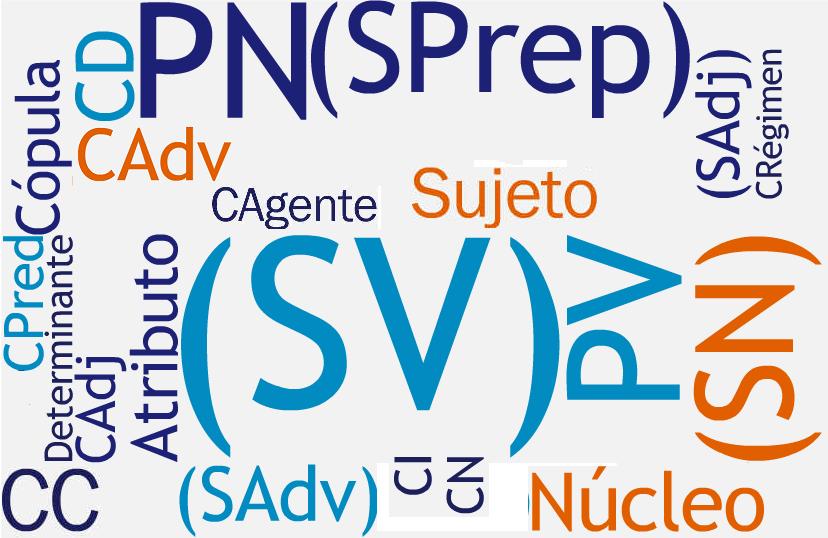 CD
PN
(SPrep)
(SAdj)
CRégimen
Cópula
CAdv
CAgente
Sujeto
CPred
Determinante
CAdj
Atributo
(SV)
PV
(SN)
CC
(SAdv)
CI
CN
Núcleo